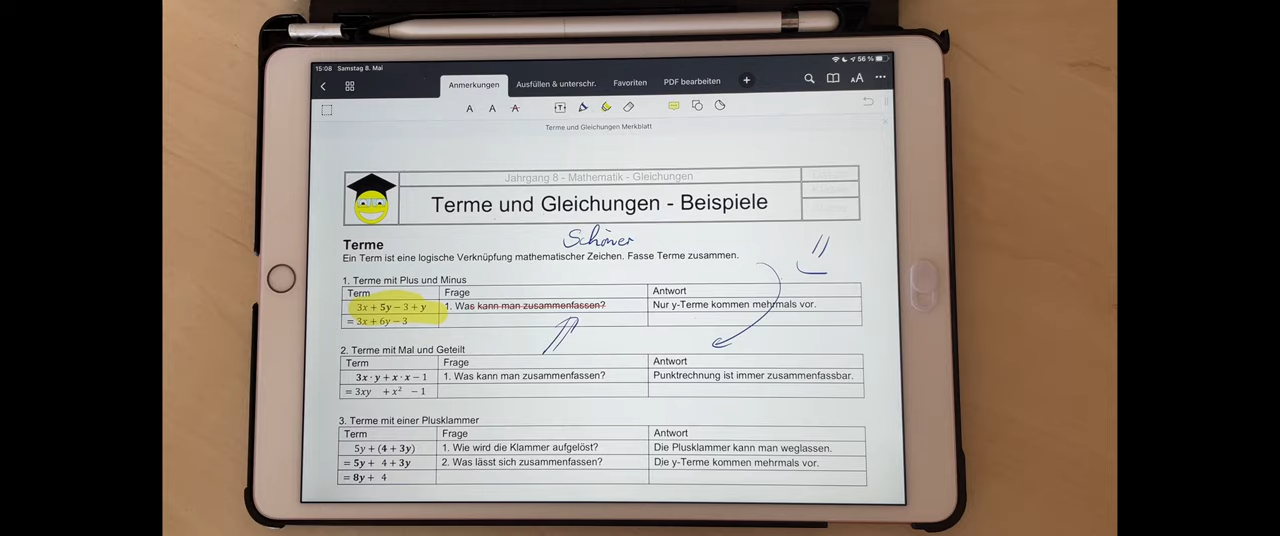 15:08 Samstag 8. Mai
56 %
Anmerkungen Ausfüllen & unterschr. Favoriten PDF bearbeiten +
AA
A A A T
Terme und Gleichungen Merkblatt
Jahrgang 8 - Mathematik - Gleichungen
Terme und Gleichungen - Beispiele
Schöner
Terme
Ein Term ist eine logische Verknüpfung mathematischer Zeichen. Fasse Terme zusammen.
1. Terme mit Plus und Minus
Term Frage Antwort
3x + 5y − 3 + y 1. Was kann man zusammenfassen? Nur y-Terme kommen mehrmals vor.
= 3x + 6y − 3
2. Terme mit Mal und Geteilt
Term Frage Antwort
3x · y + x · x − 1 1. Was kann man zusammenfassen? Punktrechnung ist immer zusammenfassbar.
= 3xy + x² − 1
3. Terme mit einer Plusklammer
Term Frage Antwort
5y + (4 + 3y) 1. Wie wird die Klammer aufgelöst? Die Plusklammer kann man weglassen.
= 5y + 4 + 3y 2. Was lässt sich zusammenfassen? Die y-Terme kommen mehrmals vor.
= 8y + 4